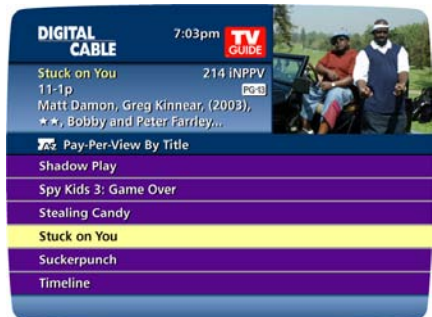 DIGITAL
CABLE
7:03pm
TV
GUIDE
Stuck on You 214 iNPPV
11-1p PG-13
Matt Damon, Greg Kinnear, (2003),
★★, Bobby and Peter Farrley...
Pay-Per-View By Title
Shadow Play
Spy Kids 3: Game Over
Stealing Candy
Stuck on You
Suckerpunch
Timeline